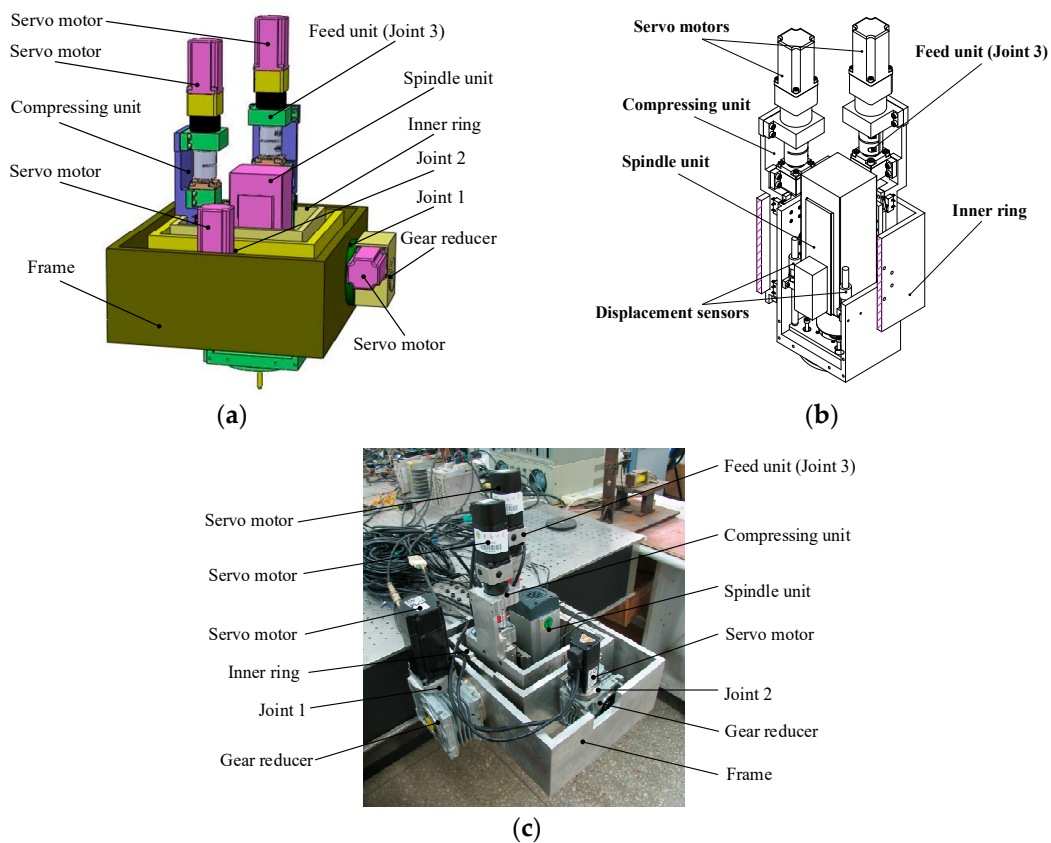 Servo motor
Servo motor
Compressing unit
Servo motor
Frame
Feed unit (Joint 3)
Spindle unit
Inner ring
Joint 2
Joint 1
Gear reducer
Servo motor
(a)
Servo motors
Feed unit (Joint 3)
Compressing unit
Spindle unit
Inner ring
Displacement sensors
(b)
Servo motor
Servo motor
Servo motor
Inner ring
Joint 1
Gear reducer
Feed unit (Joint 3)
Compressing unit
Spindle unit
Servo motor
Joint 2
Gear reducer
Frame
(c)